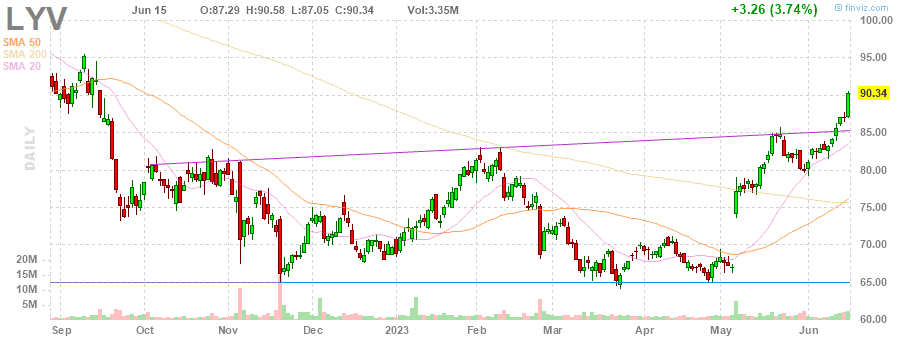 LYV
Jun 15 O:87.29 H:90.58 L:87.05 C:90.34 Vol:3.35M +3.26 (3.74%) finviz.com
SMA 50
SMA 200
SMA 20
DAILY
100.00
95.00
90.34
85.00
80.00
75.00
70.00
65.00
60.00
20M
15M
10M
5M
Sep Oct Nov Dec 2023 Feb Mar Apr May Jun